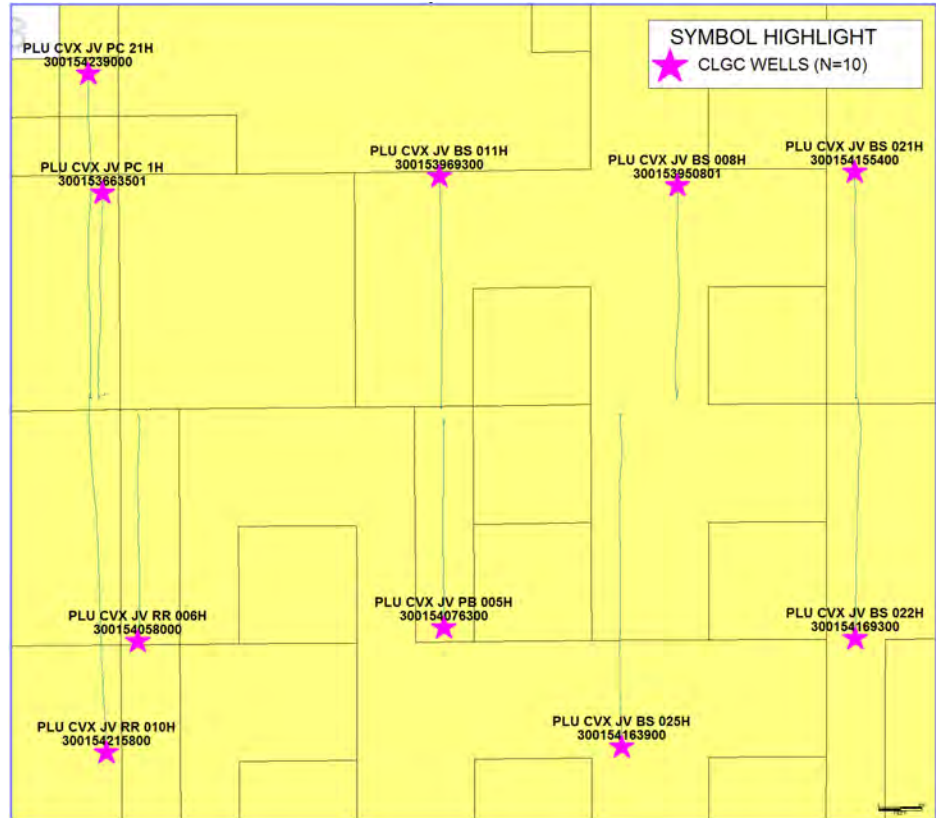 SYMBOL HIGHLIGHT
CLGC WELLS (N=10)
PLU CVX JV PC 21H
300154239000
PLU CVX JV PC 1H
300153663501
PLU CVX JV BS 011H
300153969300
PLU CVX JV BS 008H
300153950801
PLU CVX JV BS 021H
300154155400
PLU CVX JV RR 006H
300154058000
PLU CVX JV PB 005H
300154076300
PLU CVX JV BS 022H
300154169300
PLU CVX JV RR 010H
300154215800
PLU CVX JV BS 025H
300154163900